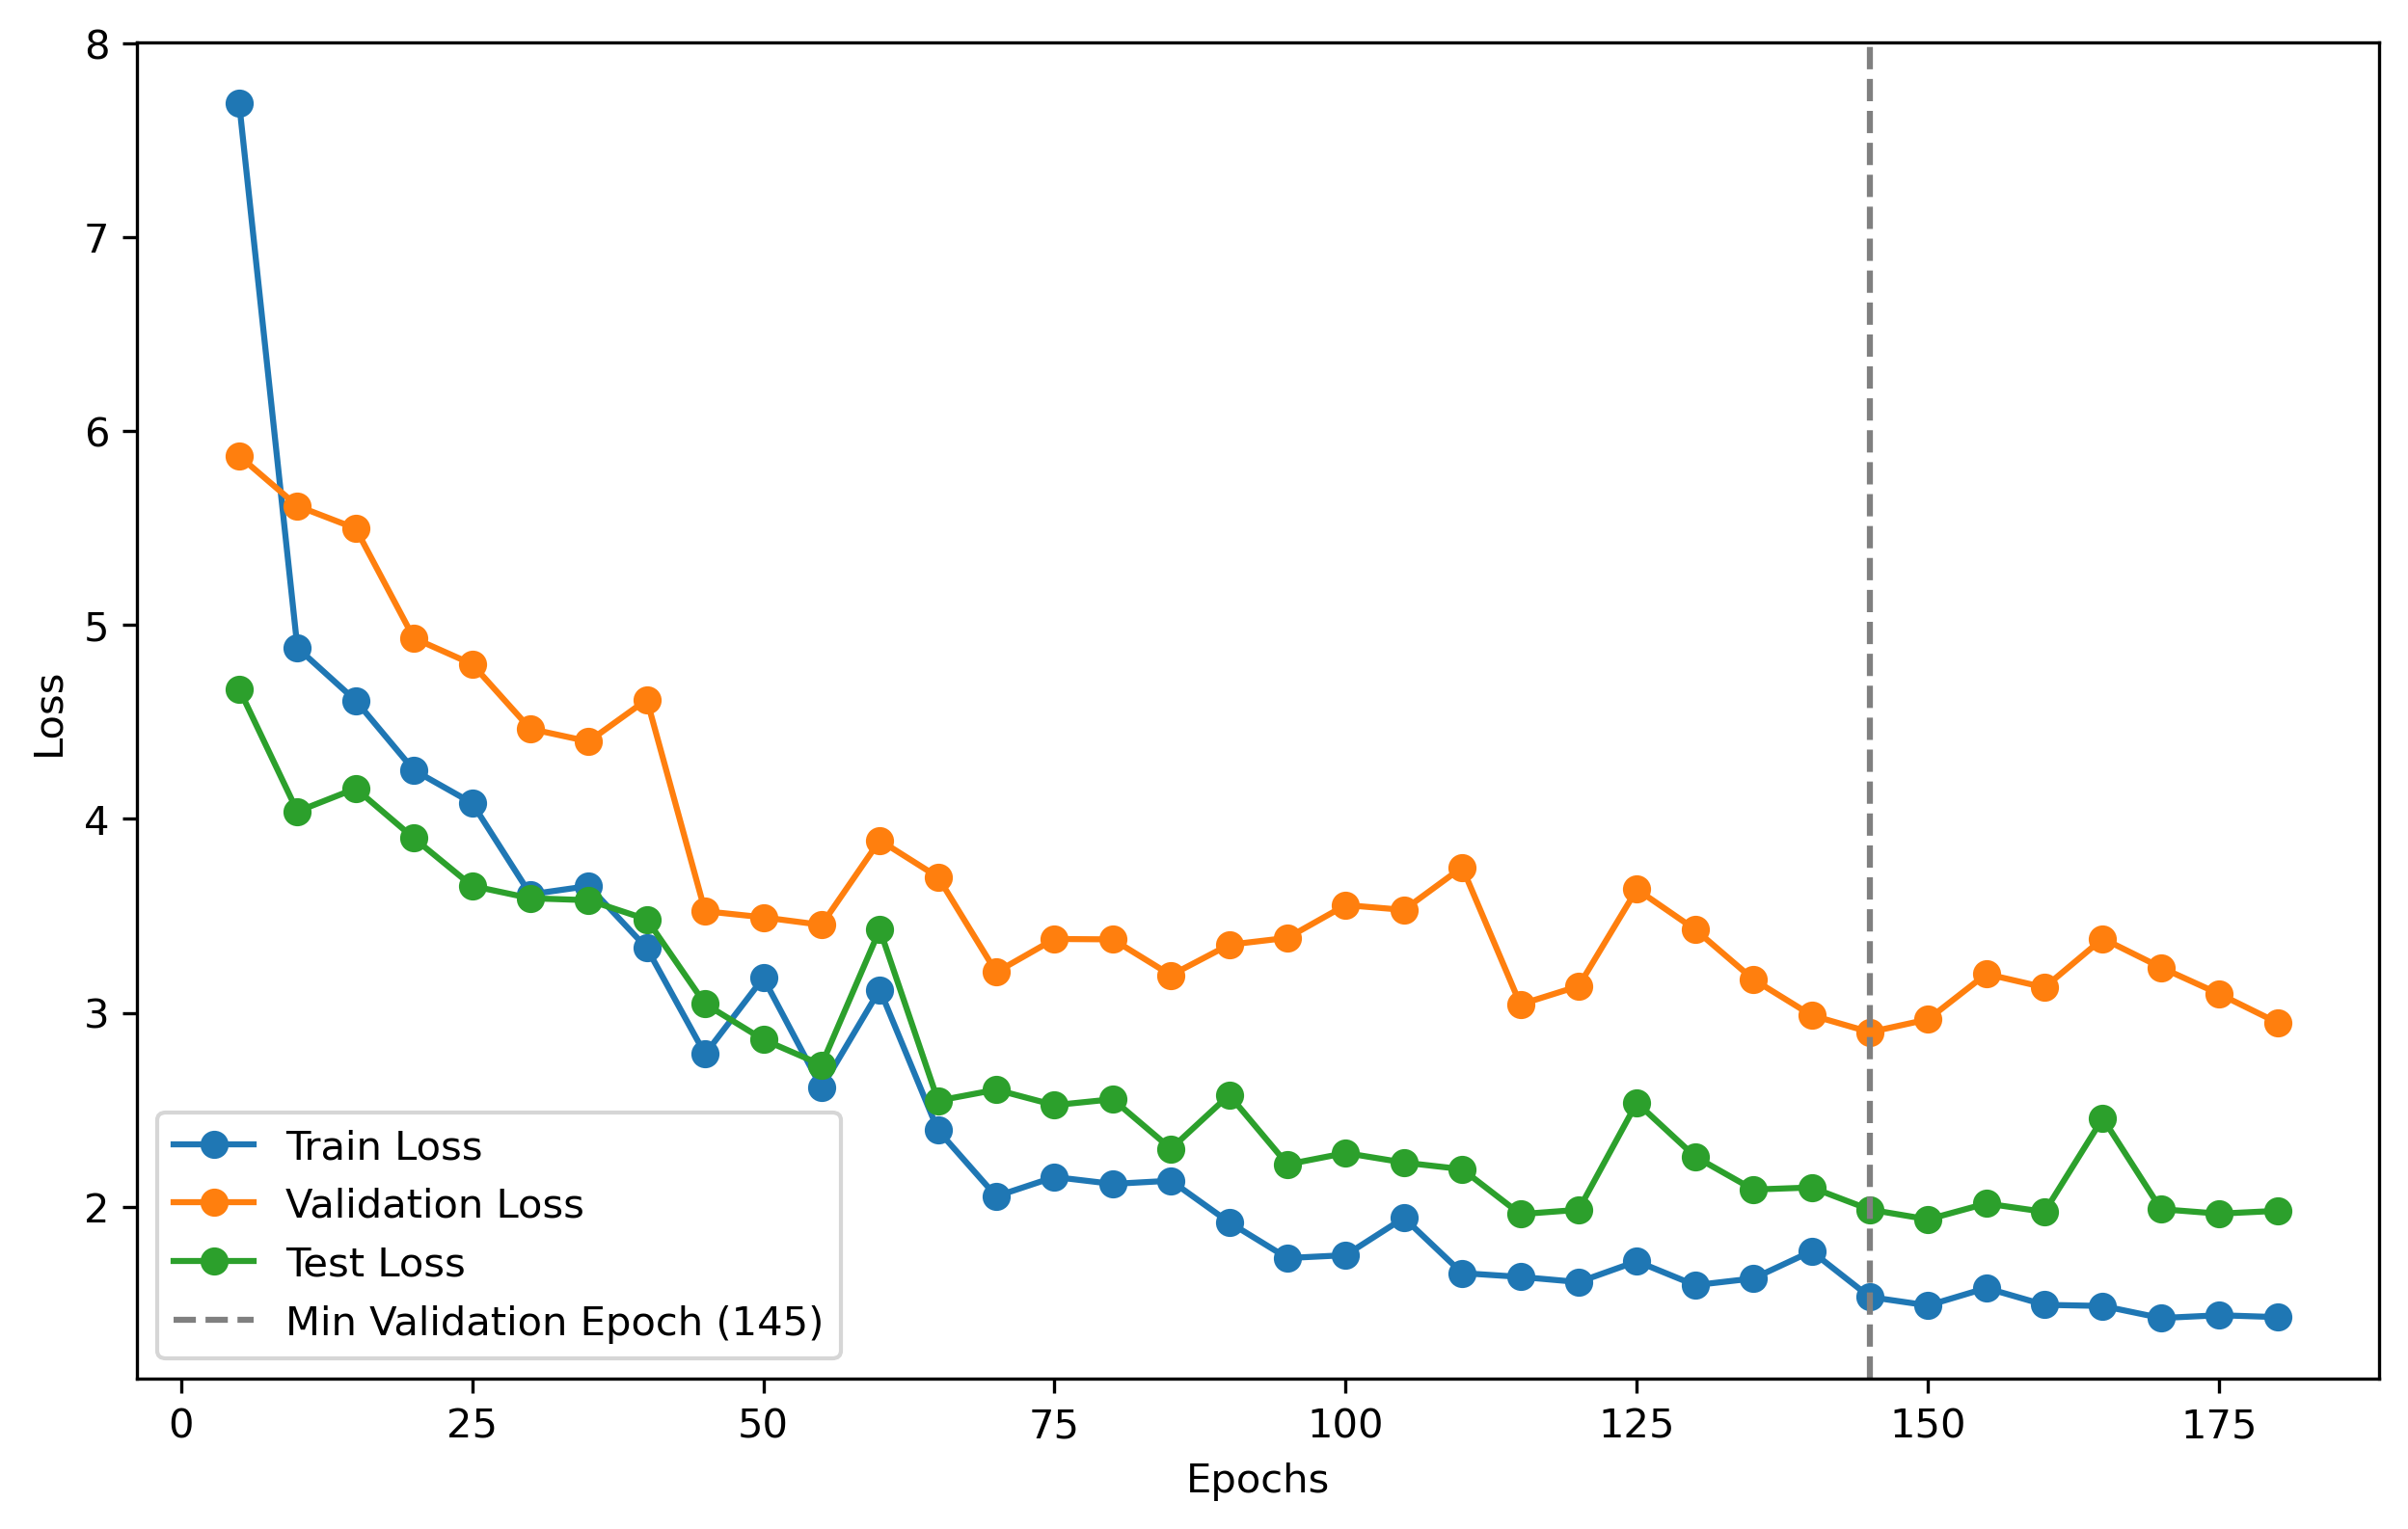 8
7
6
5
4
3
2
Loss
Train Loss
Validation Loss
Test Loss
Min Validation Epoch (145)
0 25 50 75 100 125 150 175
Epochs